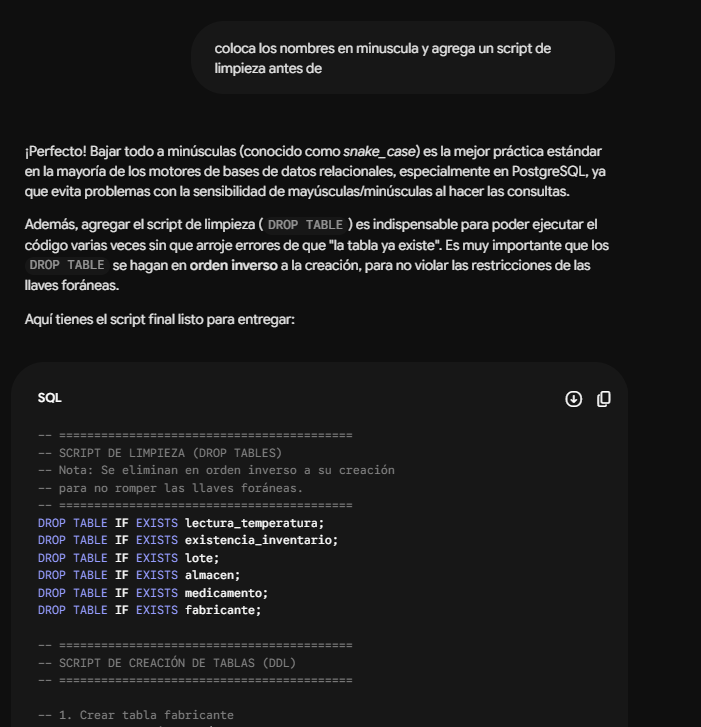 coloca los nombres en minuscula y agrega un script de
limpieza antes de
¡Perfecto! Bajar todo a minúsculas (conocido como snake_case) es la mejor práctica estándar
en la mayoría de los motores de bases de datos relacionales, especialmente en PostgreSQL, ya
que evita problemas con la sensibilidad de mayúsculas/minúsculas al hacer las consultas.
Además, agregar el script de limpieza ( DROP TABLE ) es indispensable para poder ejecutar el
código varias veces sin que arroje errores de que "la tabla ya existe". Es muy importante que los
DROP TABLE se hagan en orden inverso a la creación, para no violar las restricciones de las
llaves foráneas.
Aquí tienes el script final listo para entregar:
SQL
-- ==========================================
-- SCRIPT DE LIMPIEZA (DROP TABLES)
-- Nota: Se eliminan en orden inverso a su creación
-- para no romper las llaves foráneas.
-- ==========================================
DROP TABLE IF EXISTS lectura_temperatura;
DROP TABLE IF EXISTS existencia_inventario;
DROP TABLE IF EXISTS lote;
DROP TABLE IF EXISTS almacen;
DROP TABLE IF EXISTS medicamento;
DROP TABLE IF EXISTS fabricante;
-- ==========================================
-- SCRIPT DE CREACIÓN DE TABLAS (DDL)
-- ==========================================
-- 1. Crear tabla fabricante